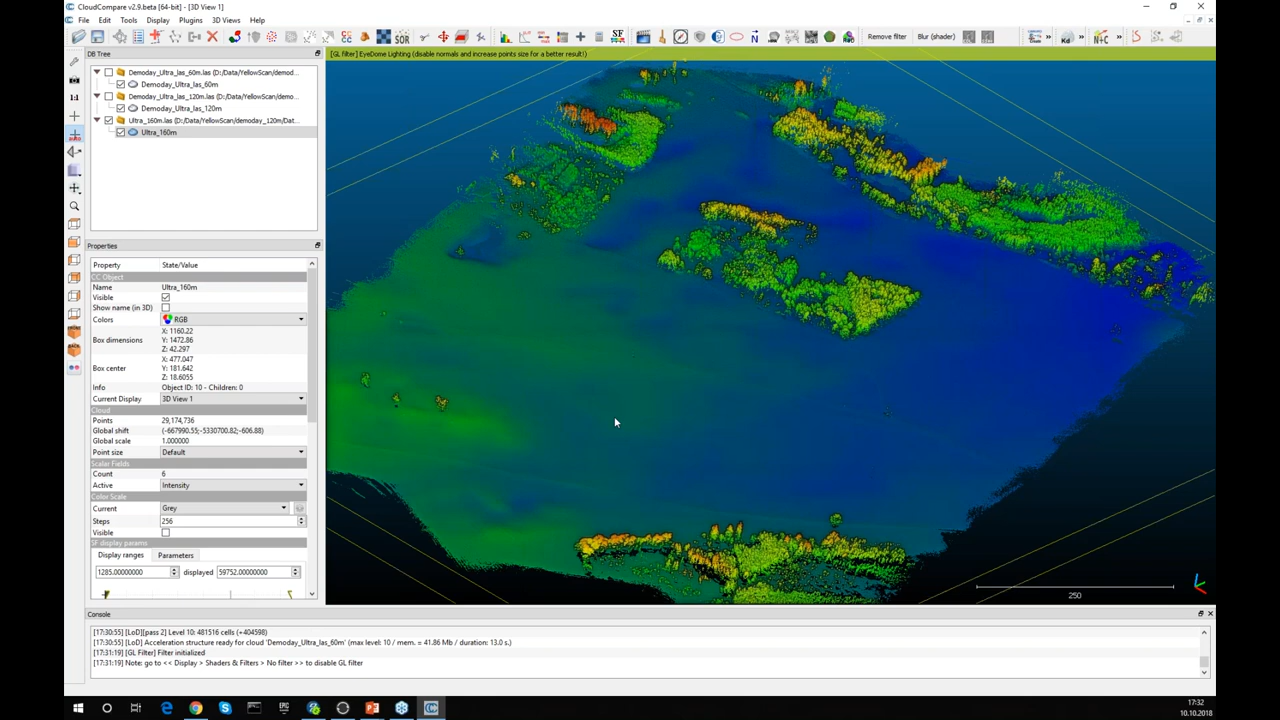 CloudCompare v2.9.beta [64-bit] - [3D View 1]
File Edit Tools Display Plugins 3D Views Help
SOR SF Remove filter Blur (shader)
DB Tree
[GL filter] EyeDome Lighting (disable normals and increase points size for a better result!)
Demoday_Ultra_las_60m.las (D:/Data/YellowScan/demod...
Demoday_Ultra_las_60m
Demoday_Ultra_las_120m.las (D:/Data/YellowScan/demo...
Demoday_Ultra_las_120m
Ultra_160m.las (D:/Data/YellowScan/demoday_120m/Dat...
Ultra_160m
1:1
FRONT
BACK
Properties
Property State/Value
CC Object
Name Ultra_160m
Visible
Show name (in 3D)
Colors RGB
Box dimensions X: 1160.22
Y: 1472.86
Z: 42.297
Box center X: 477.047
Y: 181.642
Z: 18.6055
Info Object ID: 10 - Children: 0
Current Display 3D View 1
Cloud
Points 29,174,736
Global shift (-667990.55;-5330700.82;-606.88)
Global scale 1.000000
Point size Default
Scalar Fields
Count 6
Active Intensity
Color Scale
Current Grey
Steps 256
Visible
SF display params
Display ranges Parameters
1285.00000000 displayed 59752.00000000
250
Console
[17:30:55] [LoD][pass 2] Level 10: 481516 cells (+404598)
[17:30:55] [LoD] Acceleration structure ready for cloud 'Demoday_Ultra_las_60m' (max level: 10 / mem. = 41.86 Mb / duration: 13.0 s.)
[17:31:19] [GL Filter] Filter initialized
[17:31:19] Note: go to << Display > Shaders & Filters > No filter >> to disable GL filter
17:32
10.10.2018